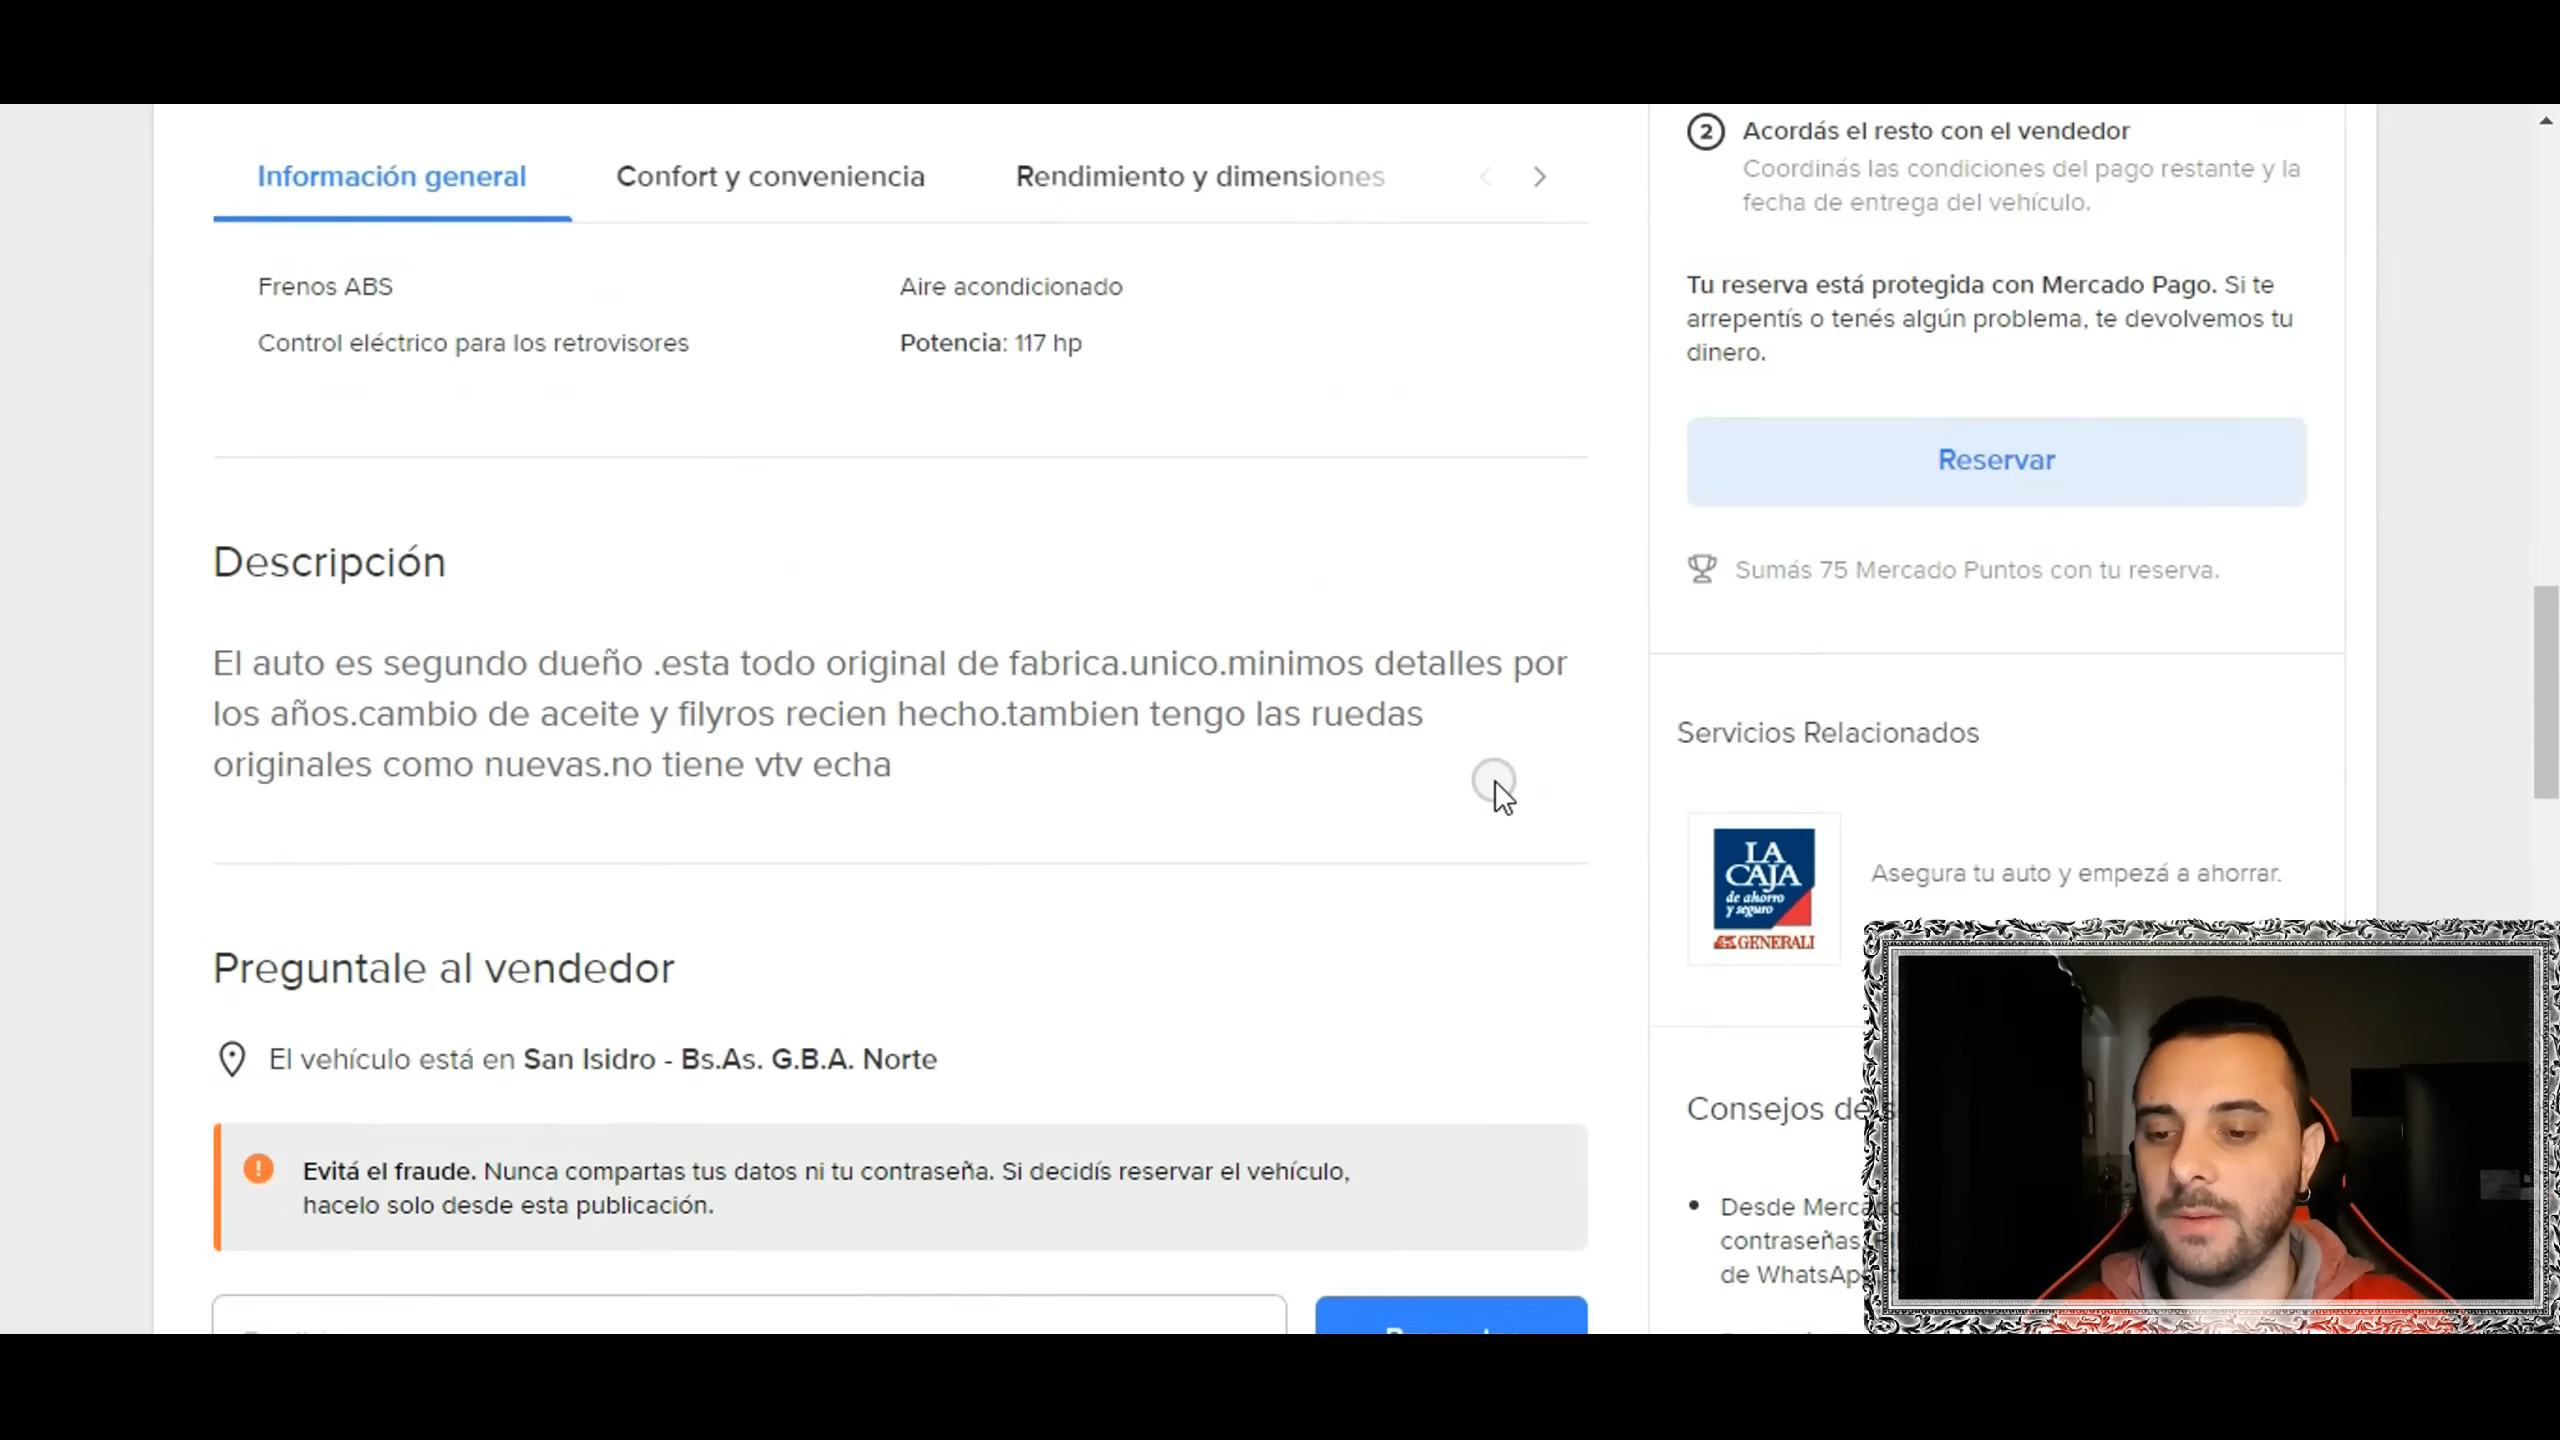 Información general
Confort y conveniencia
Rendimiento y dimensiones
Frenos ABS
Aire acondicionado
Control eléctrico para los retrovisores
Potencia: 117 hp
Descripción
El auto es segundo dueño .esta todo original de fabrica.unico.minimos detalles por
los años.cambio de aceite y filyros recien hecho.tambien tengo las ruedas
originales como nuevas.no tiene vtv echa
Preguntale al vendedor
El vehículo está en San Isidro - Bs.As. G.B.A. Norte
Evitá el fraude. Nunca compartas tus datos ni tu contraseña. Si decidís reservar el vehículo,
hacelo solo desde esta publicación.
2 Acordás el resto con el vendedor
Coordinás las condiciones del pago restante y la
fecha de entrega del vehículo.
Tu reserva está protegida con Mercado Pago. Si te
arrepentís o tenés algún problema, te devolvemos tu
dinero.
Reservar
Sumás 75 Mercado Puntos con tu reserva.
Servicios Relacionados
LA
CAJA
de ahorro
y seguro
GENERALI
Asegura tu auto y empezá a ahorrar.
Consejos de
Desde
contraseñas.
de WhatsApp